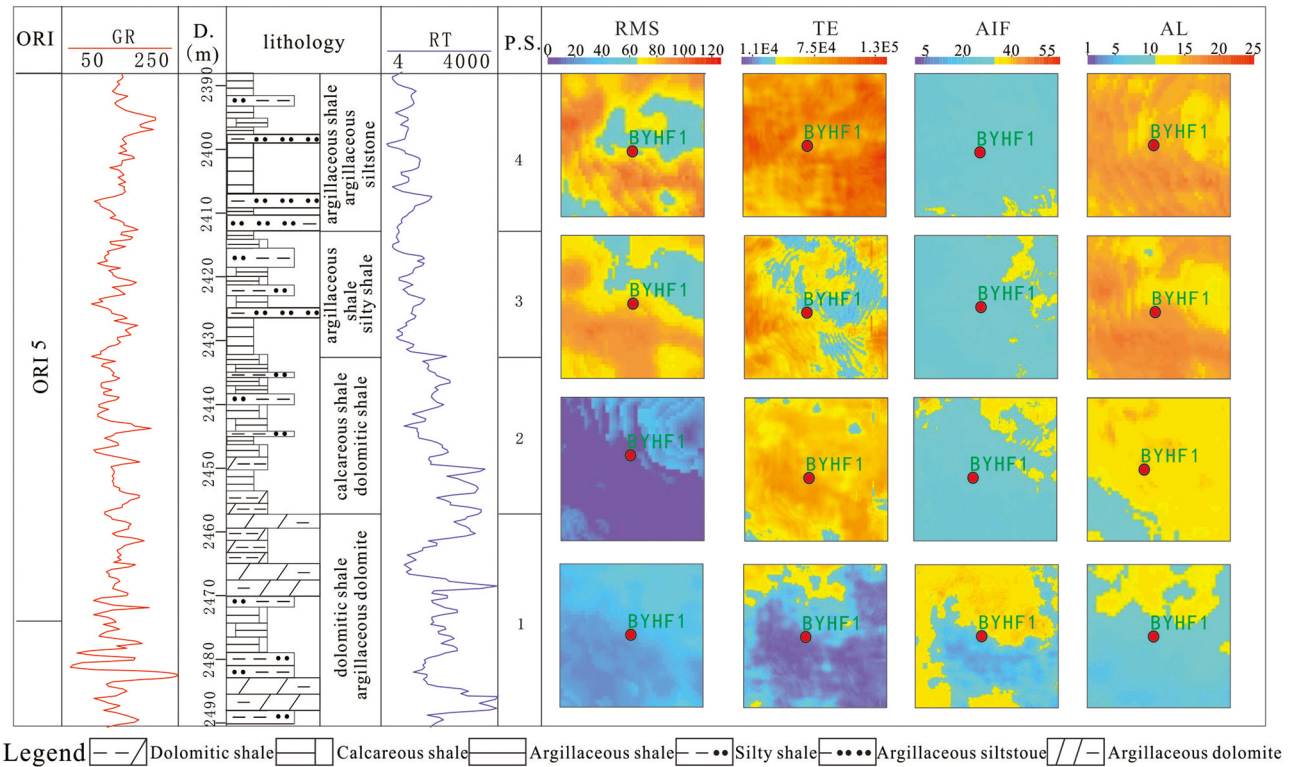 ORI
GR
50 250
D.
(m)
lithology
RT
4 4000
P.S.
RMS
0 20 40 60 80 100 120
TE
1.1E4 7.5E4 1.3E5
AIF
5 20 40 55
AL
1 5 10 15 20 25
ORI 5
2390
2400
2410
2420
2430
2440
2450
2460
2470
2480
2490
argillaceous shale
argillaceous
siltstone
argillaceous
shale
silty shale
calcareous shale
dolomitic shale
dolomitic shale
argillaceous dolomite
4
BYHF1
BYHF1
BYHF1
BYHF1
3
BYHF1
BYHF1
BYHF1
BYHF1
2
BYHF1
BYHF1
BYHF1
BYHF1
1
BYHF1
BYHF1
BYHF1
BYHF1
Legend Dolomitic shale Calcareous shale Argillaceous shale Silty shale Argillaceous siltstoue Argillaceous dolomite